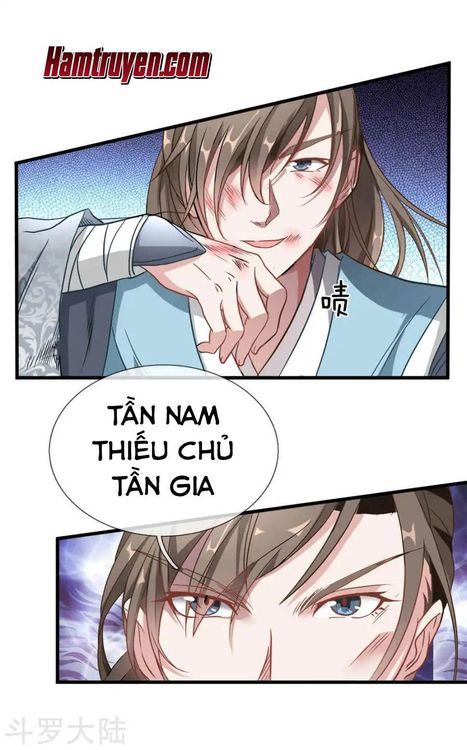 Hamtruyen.com
啧
TẦN NAM
THIẾU CHỦ
TẦN GIA
斗罗大陆